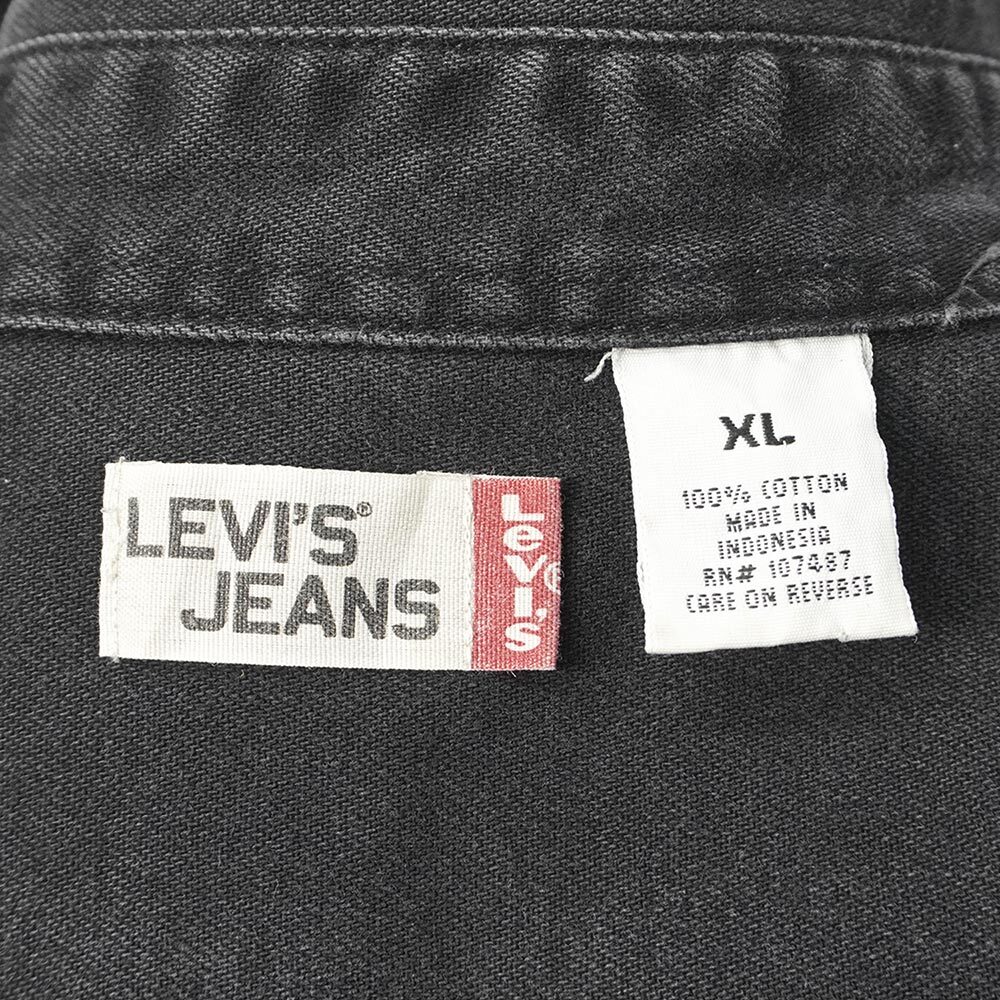 LEVI'S®
JEANS
Levi's®
XL
100% COTTON
MADE IN
INDONESIA
RN# 107487
CARE ON REVERSE